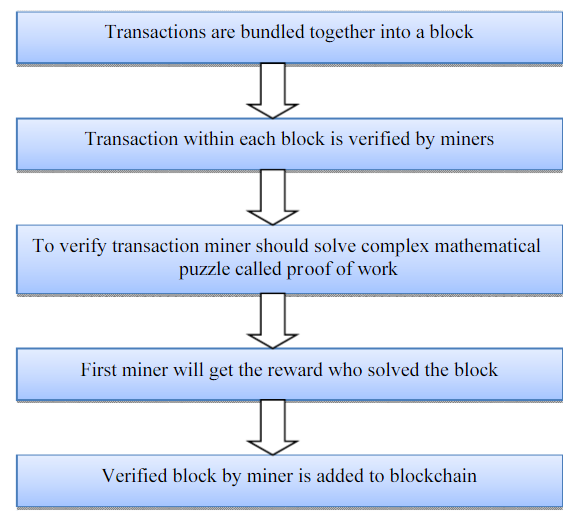 Transactions are bundled together into a block
Transaction within each block is verified by miners
To verify transaction miner should solve complex mathematical
puzzle called proof of work
First miner will get the reward who solved the block
Verified block by miner is added to blockchain